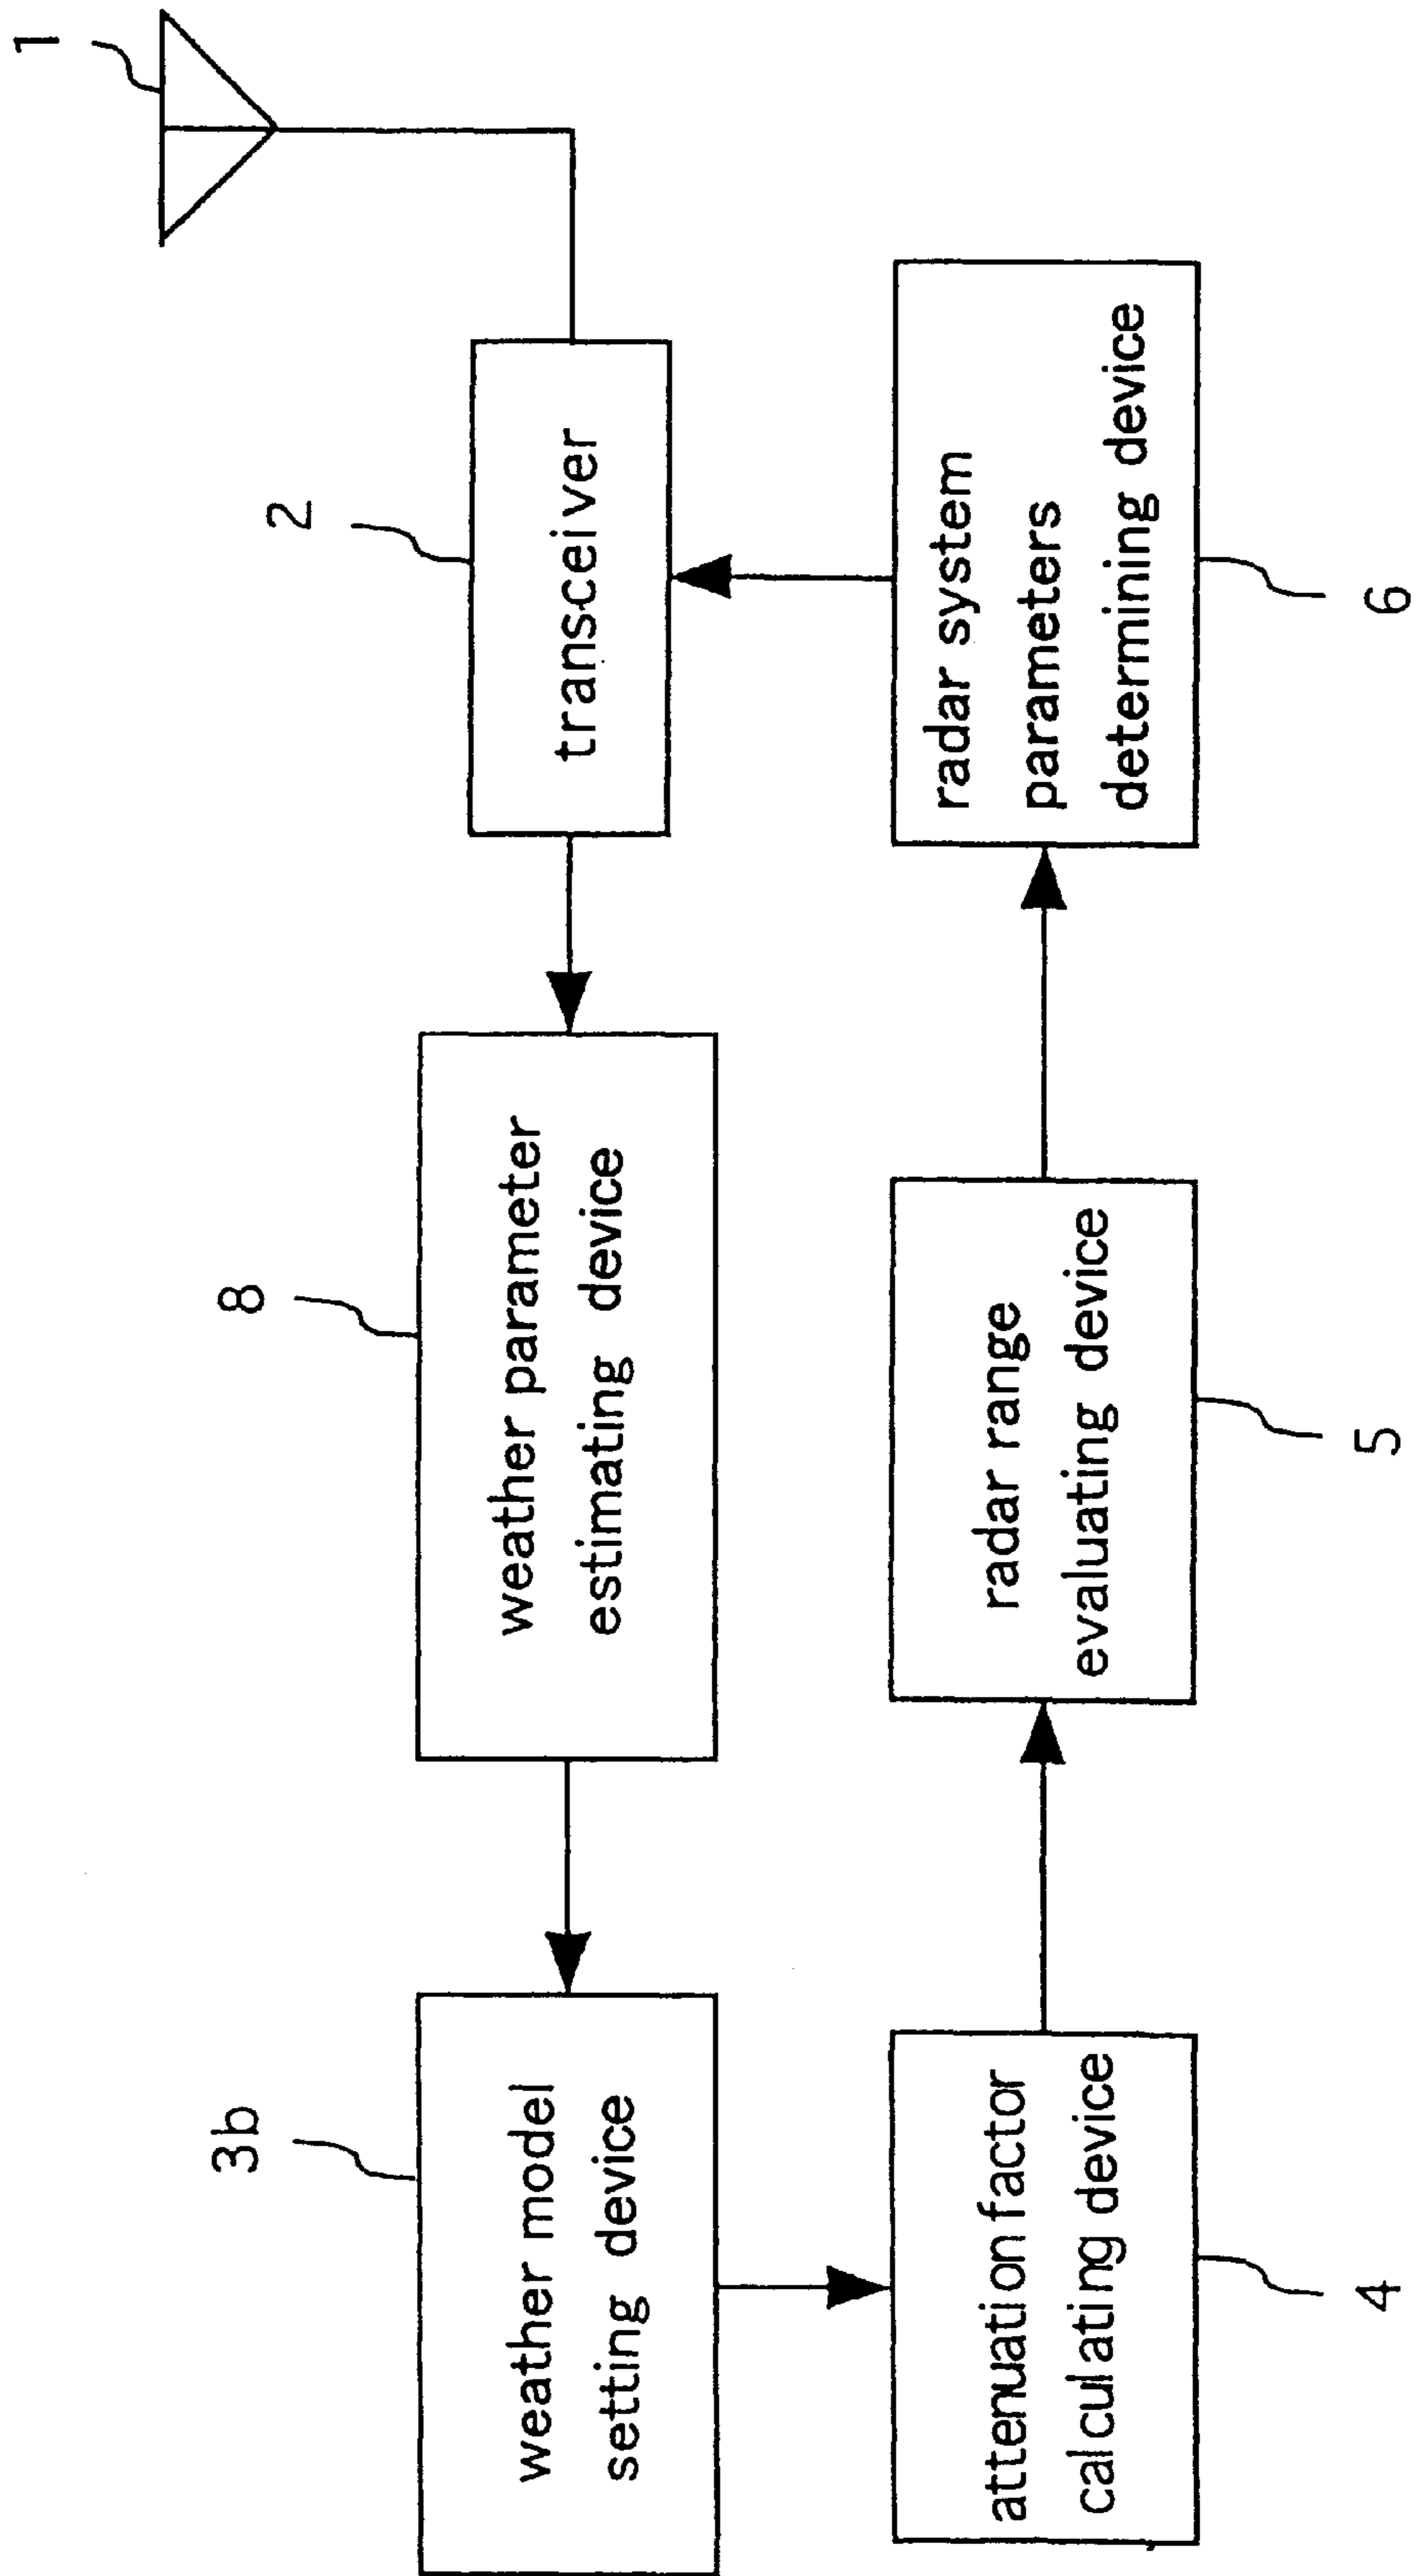 1
2
transceiver
8
weather parameter
estimating device
3b
weather model
setting device
attenuation factor
calculating device
4
radar range
evaluating device
5
radar system
parameters
determining device
6